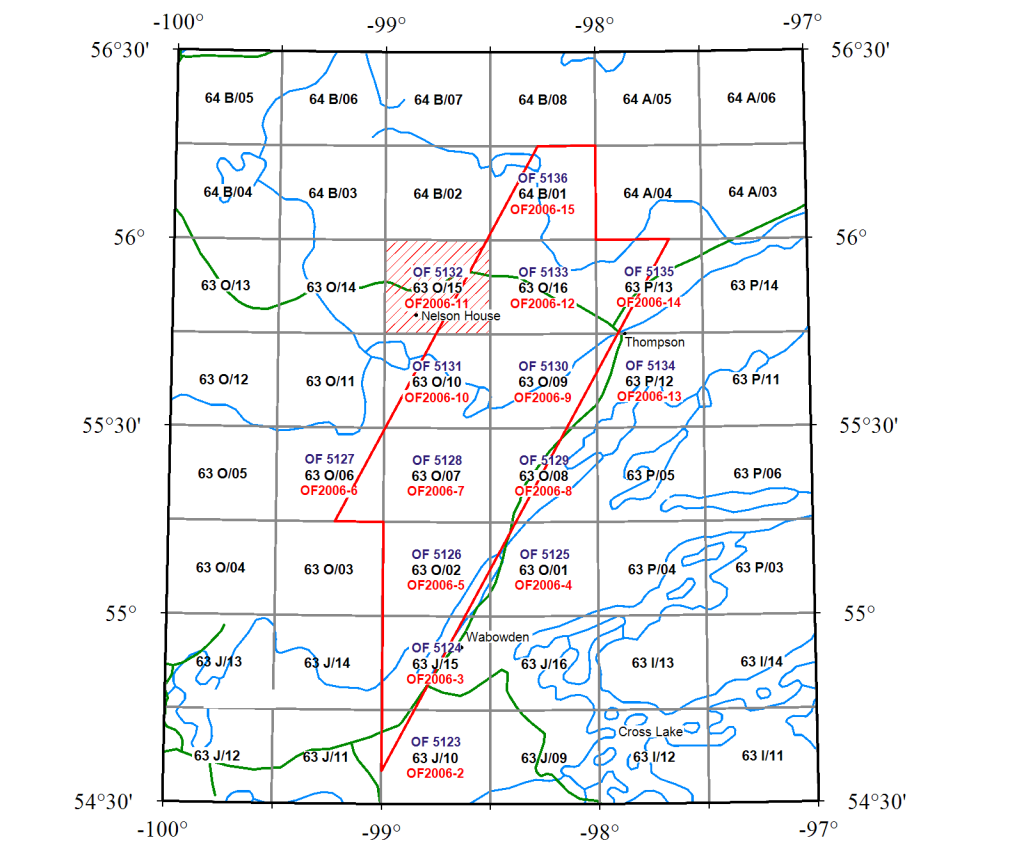 -100° -99° -98° -97°
56°30' 56°30'
64 B/05 64 B/06 64 B/07 64 B/08 64 A/05 64 A/06
OF 5136
64 B/04 64 B/03 64 B/02 64 B/01 64 A/04 64 A/03
OF2006-15
56° 56°
OF 5132 OF 5133 OF 5135
63 O/13 63 O/14 63 O/15 63 O/16 63 P/13 63 P/14
OF2006-11 OF2006-12 OF2006-14
Nelson House
Thompson
OF 5131 OF 5130 OF 5134
63 O/12 63 O/11 63 O/10 63 O/09 63 P/12 63 P/11
OF2006-10 OF2006-9 OF2006-13
55°30' 55°30'
OF 5127 OF 5128 OF 5129
63 O/05 63 O/06 63 O/07 63 O/08 63 P/05 63 P/06
OF2006-6 OF2006-7 OF2006-8
OF 5126 OF 5125
63 O/04 63 O/03 63 O/02 63 O/01 63 P/04 63 P/03
OF2006-5 OF2006-4
55° 55°
Wabowden
OF 5124
63 J/13 63 J/14 63 J/15 63 J/16 63 I/13 63 I/14
OF2006-3
Cross Lake
OF 5123
63 J/12 63 J/11 63 J/10 63 J/09 63 I/12 63 I/11
OF2006-2
54°30' 54°30'
-100° -99° -98° -97°